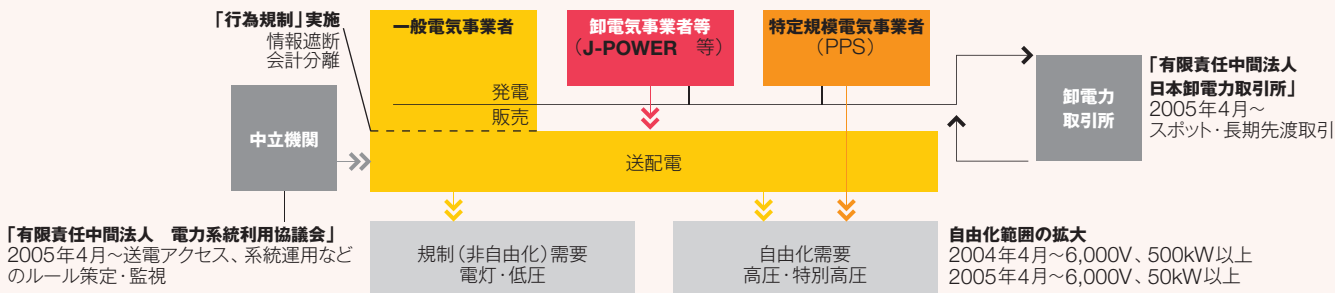 「行為規制」実施
情報遮断
会計分離
一般電気事業者
卸電気事業者等
（J-POWER 等）
特定規模電気事業者
（PPS）
発電
販売
卸電力
取引所
「有限責任中間法人
日本卸電力取引所」
2005年4月～
スポット・長期先渡取引
中立機関
送配電
「有限責任中間法人　電力系統利用協議会」
2005年4月～送電アクセス、系統運用など
のルール策定・監視
規制（非自由化）需要
電灯・低圧
自由化需要
高圧・特別高圧
自由化範囲の拡大
2004年4月～6,000V、500kW以上
2005年4月～6,000V、50kW以上